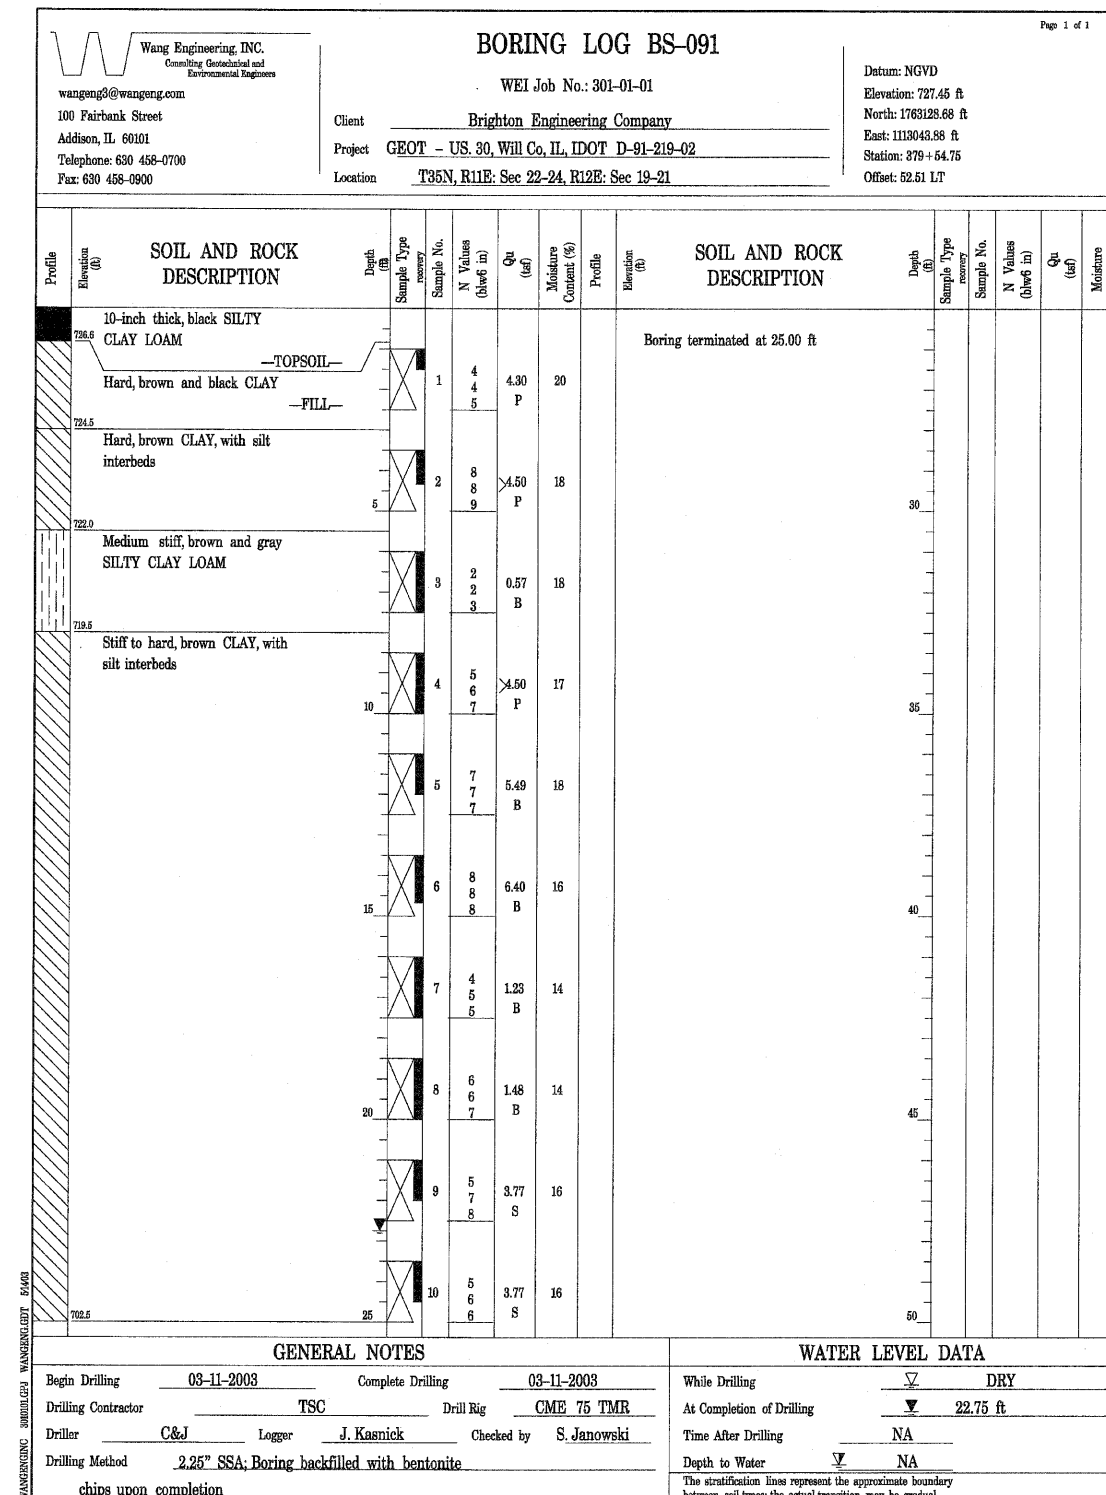 Page 1 of 1
Wang Engineering, INC.
Consulting Geotechnical and
Environmental Engineers
wangeng3@wangeng.com
100 Fairbank Street
Addison, IL 60101
Telephone: 630 458-0700
Fax: 630 458-0900
BORING LOG BS-091
WEI Job No.: 301-01-01
Client Brighton Engineering Company
Project GEOT - US. 30, Will Co, IL, IDOT D-91-219-02
Location T35N, R11E: Sec 22-24, R12E: Sec 19-21
Datum: NGVD
Elevation: 727.45 ft
North: 1763128.68 ft
East: 1113043.88 ft
Station: 379+54.75
Offset: 52.51 LT
Profile Elevation (ft) SOIL AND ROCK DESCRIPTION Depth (ft) Sample Type recovery Sample No. N Values (blw/6 in) Qu (tsf) Moisture Content (%)
Profile Elevation (ft) SOIL AND ROCK DESCRIPTION Depth (ft) Sample Type recovery Sample No. N Values (blw/6 in) Qu (tsf) Moisture
10-inch thick, black SILTY
726.6 CLAY LOAM
—TOPSOIL—
Hard, brown and black CLAY
—FILL—
1 4 4 5 4.30 P 20
724.5
Hard, brown CLAY, with silt
interbeds
2 8 8 9 >4.50 P 18
5
722.0
Medium stiff, brown and gray
SILTY CLAY LOAM
3 2 2 3 0.57 B 18
719.5
Stiff to hard, brown CLAY, with
silt interbeds
4 5 6 7 >4.50 P 17
10
5 7 7 7 5.49 B 18
6 8 8 8 6.40 B 16
15
7 4 5 5 1.23 B 14
8 6 6 7 1.48 B 14
20
9 5 7 8 3.77 S 16
10 5 6 6 3.77 S 16
702.5 25
Boring terminated at 25.00 ft
30
35
40
45
50
WANGENGINC 3010101.GPJ WANGENG.GDT 5/14/03
GENERAL NOTES
Begin Drilling 03-11-2003 Complete Drilling 03-11-2003
Drilling Contractor TSC Drill Rig CME 75 TMR
Driller C&J Logger J. Kasnick Checked by S. Janowski
Drilling Method 2.25" SSA; Boring backfilled with bentonite
chips upon completion
WATER LEVEL DATA
While Drilling DRY
At Completion of Drilling 22.75 ft
Time After Drilling NA
Depth to Water NA
The stratification lines represent the approximate boundary
between soil types; the actual transition may be gradual.